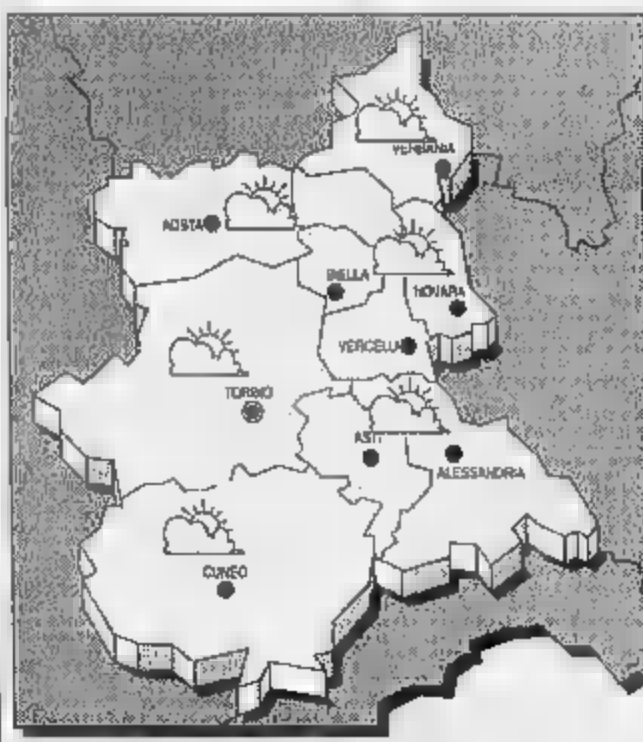 VERBANIA
AOSTA
BIELLA
NOVARA
VERCELLI
TORINO
ASTI
ALESSANDRIA
CUNEO